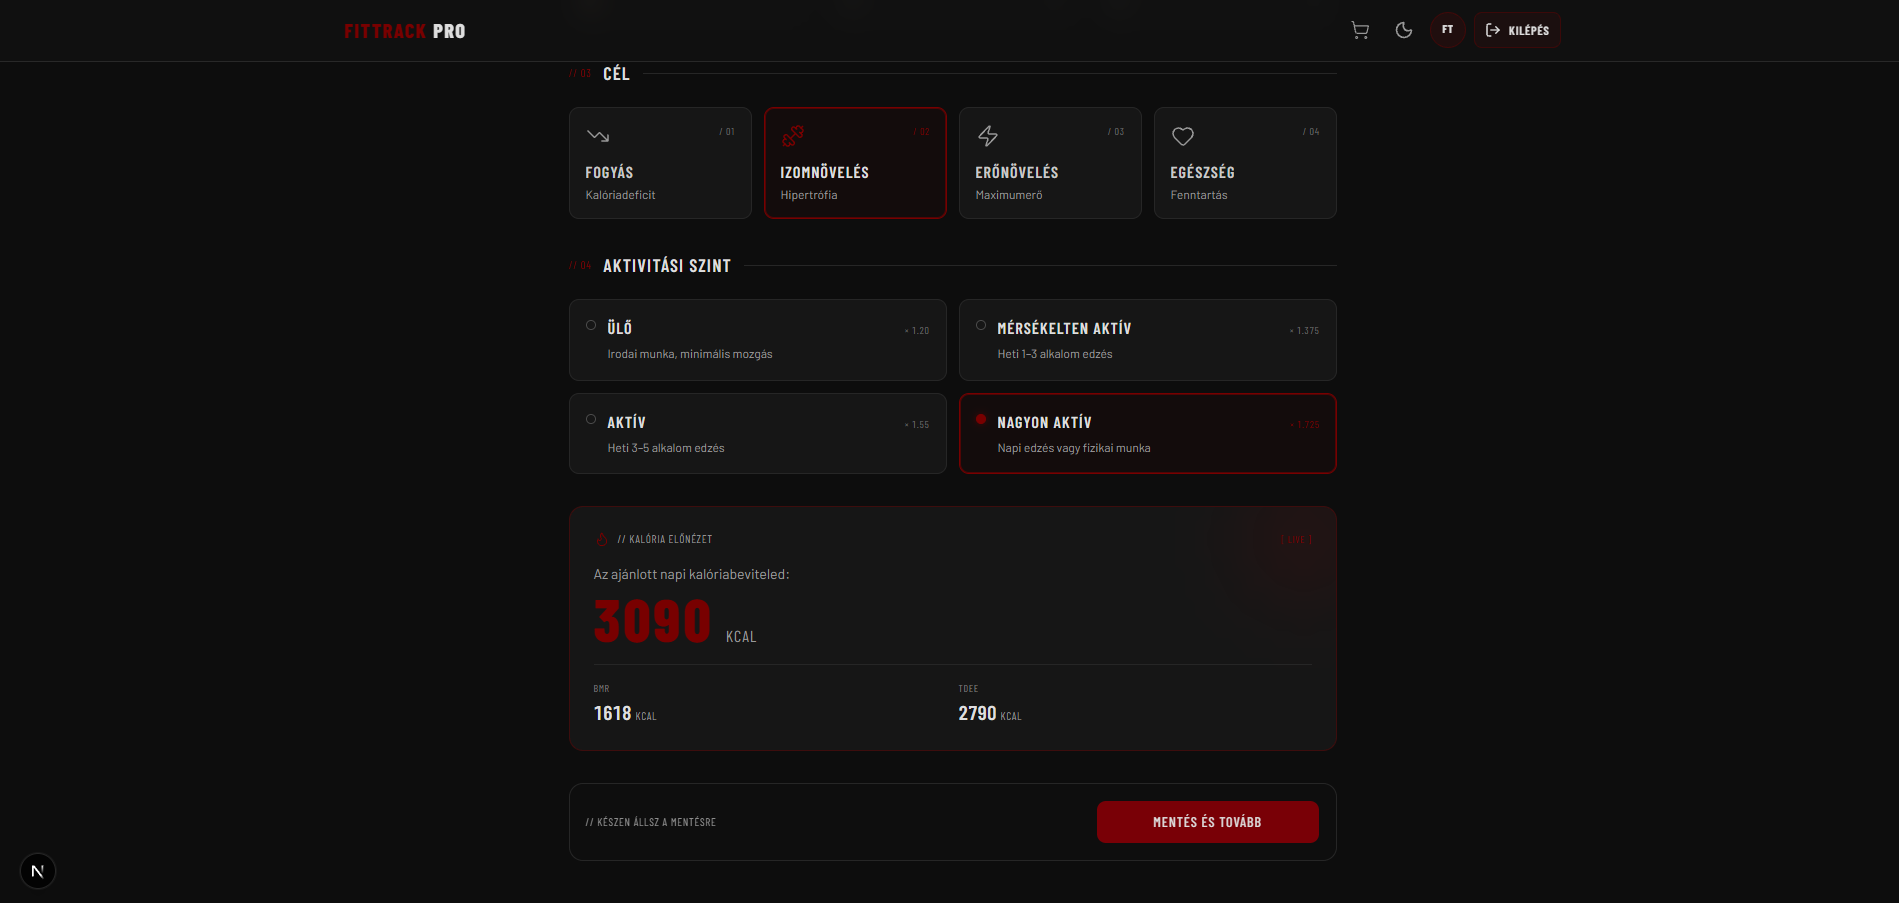 FITTRACK PRO
FT
KILÉPÉS
// 03 CÉL
/ 01
FOGYÁS
Kalóriadeficit
/ 02
IZOMNÖVELÉS
Hipertrófia
/ 03
ERŐNÖVELÉS
Maximumerő
/ 04
EGÉSZSÉG
Fenntartás
// 04 AKTIVITÁSI SZINT
ÜLŐ × 1.20
Irodai munka, minimális mozgás
MÉRSÉKELTEN AKTÍV × 1.375
Heti 1–3 alkalom edzés
AKTÍV × 1.55
Heti 3–5 alkalom edzés
NAGYON AKTÍV × 1.725
Napi edzés vagy fizikai munka
// KALÓRIA ELŐNÉZET [ LIVE ]
Az ajánlott napi kalóriabeviteled:
3090 KCAL
BMR
1618 KCAL
TDEE
2790 KCAL
// KÉSZEN ÁLLSZ A MENTÉSRE
MENTÉS ÉS TOVÁBB
N